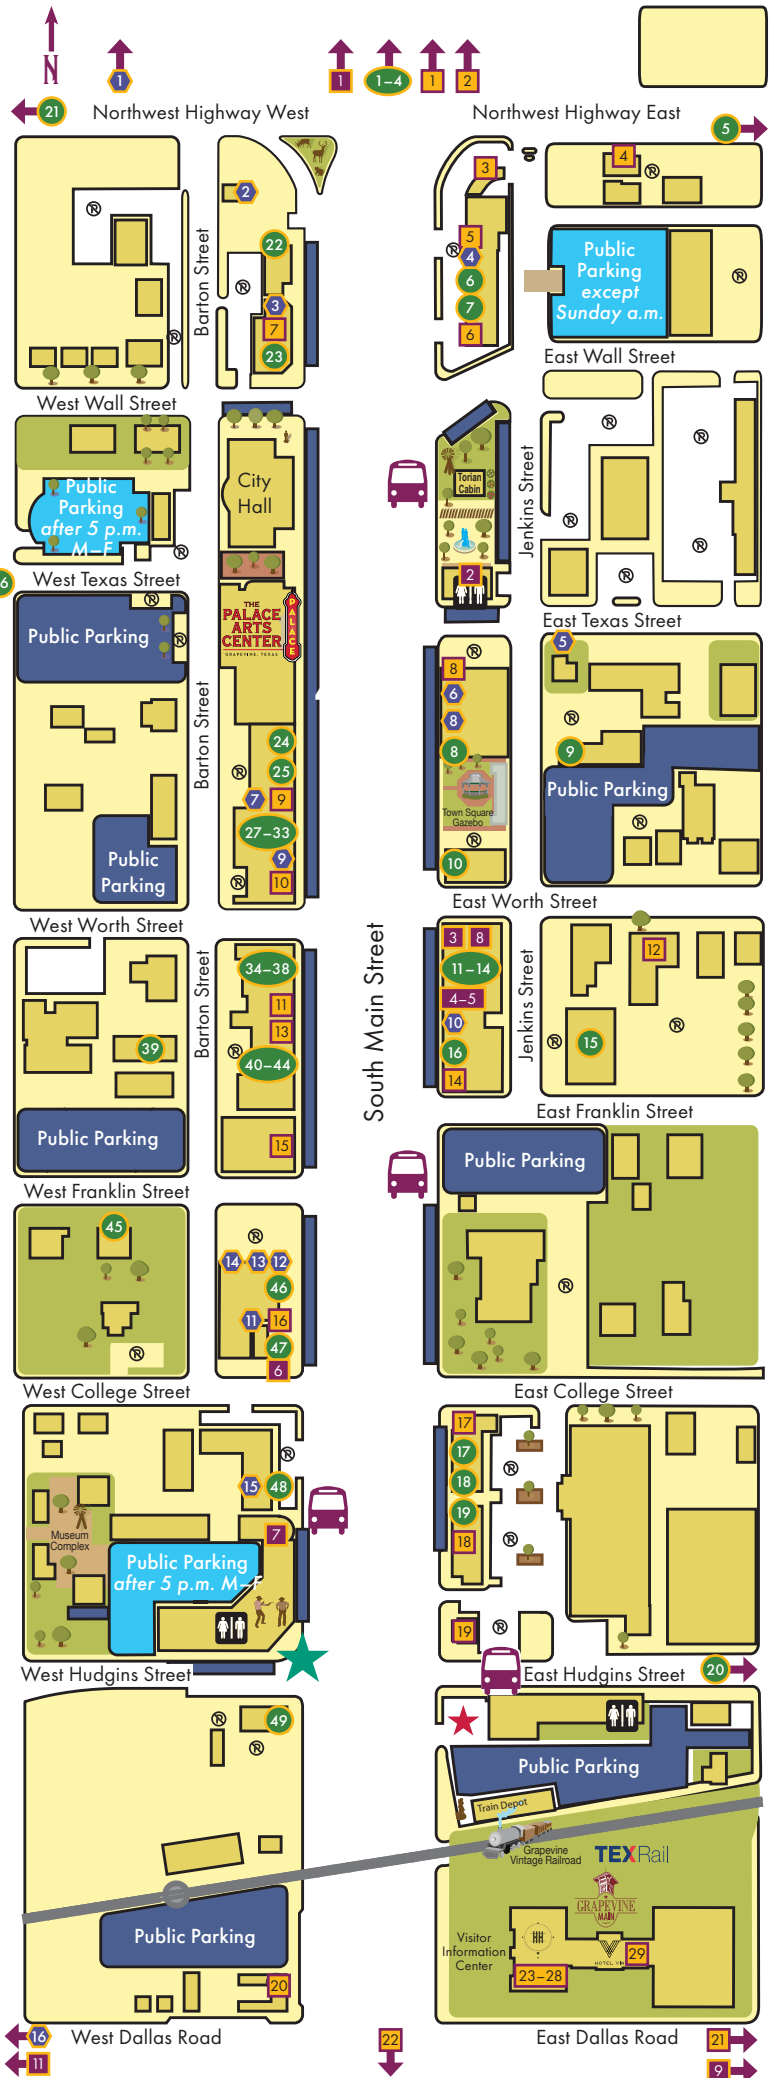 N
1
1
1–4
1
2
21
Northwest Highway West
Northwest Highway East
5
2
3
4
22
Barton Street
5
4
6
7
6
Public
Parking
except
Sunday a.m.
3
7
23
East Wall Street
West Wall Street
City
Hall
Torian
Cabin
Jenkins Street
Public
Parking
after 5 p.m.
M–F
2
6
West Texas Street
East Texas Street
Public Parking
THE
PALACE
ARTS
CENTER
GRAPEVINE, TEXAS
PALACE
5
8
6
8
8
9
Barton Street
24
25
7
9
27–33
9
10
Public Parking
Town Square
Gazebo
10
Public
Parking
West Worth Street
East Worth Street
South Main Street
Barton Street
34–38
11
13
40–44
15
39
3
8
11–14
4–5
10
16
14
Jenkins Street
12
15
Public Parking
East Franklin Street
Public Parking
West Franklin Street
45
14
13
12
46
11
16
47
6
West College Street
East College Street
17
17
18
19
18
19
15
48
7
Museum
Complex
Public Parking
after 5 p.m. M–F
West Hudgins Street
East Hudgins Street
20
49
Public Parking
Train Depot
Grapevine
Vintage Railroad
TEXRail
GRAPEVINE
MAIN
Public Parking
Visitor
Information
Center
HOTEL VIN
29
23–28
20
16
West Dallas Road
22
East Dallas Road
21
11
9